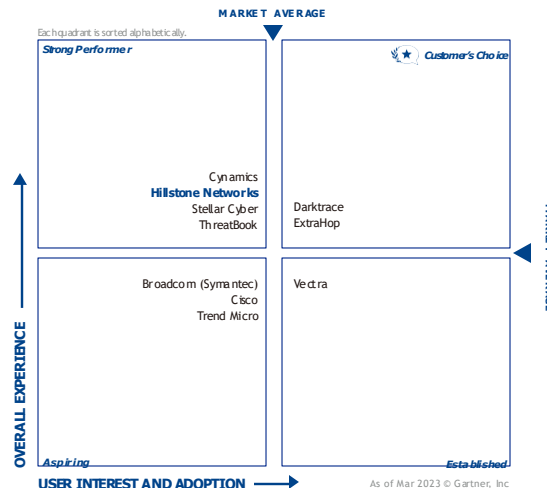 MARKET AVERAGE
Each quadrant is sorted alphabetically.
Strong Performer
Customer's Choice
Cynamics
Hillstone Networks
Stellar Cyber
ThreatBook
Darktrace
ExtraHop
Broadcom (Symantec)
Cisco
Trend Micro
Vectra
OVERALL EXPERIENCE
Aspiring
Established
USER INTEREST AND ADOPTION
As of Mar 2023 © Gartner, Inc